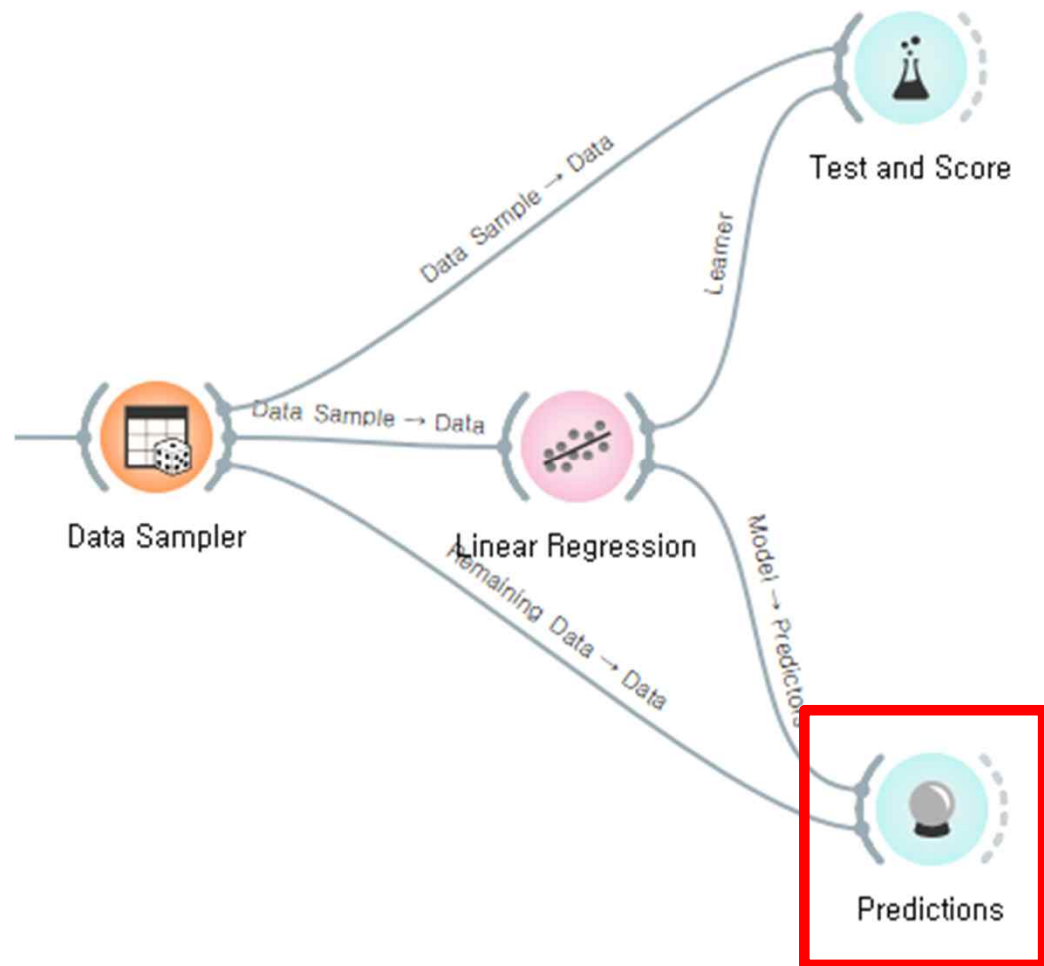 Test and Score
Data Sample → Data
Learner
Data Sample → Data
Data Sampler
Linear Regression
Remaining Data → Data
Model → Predictors
Predictions